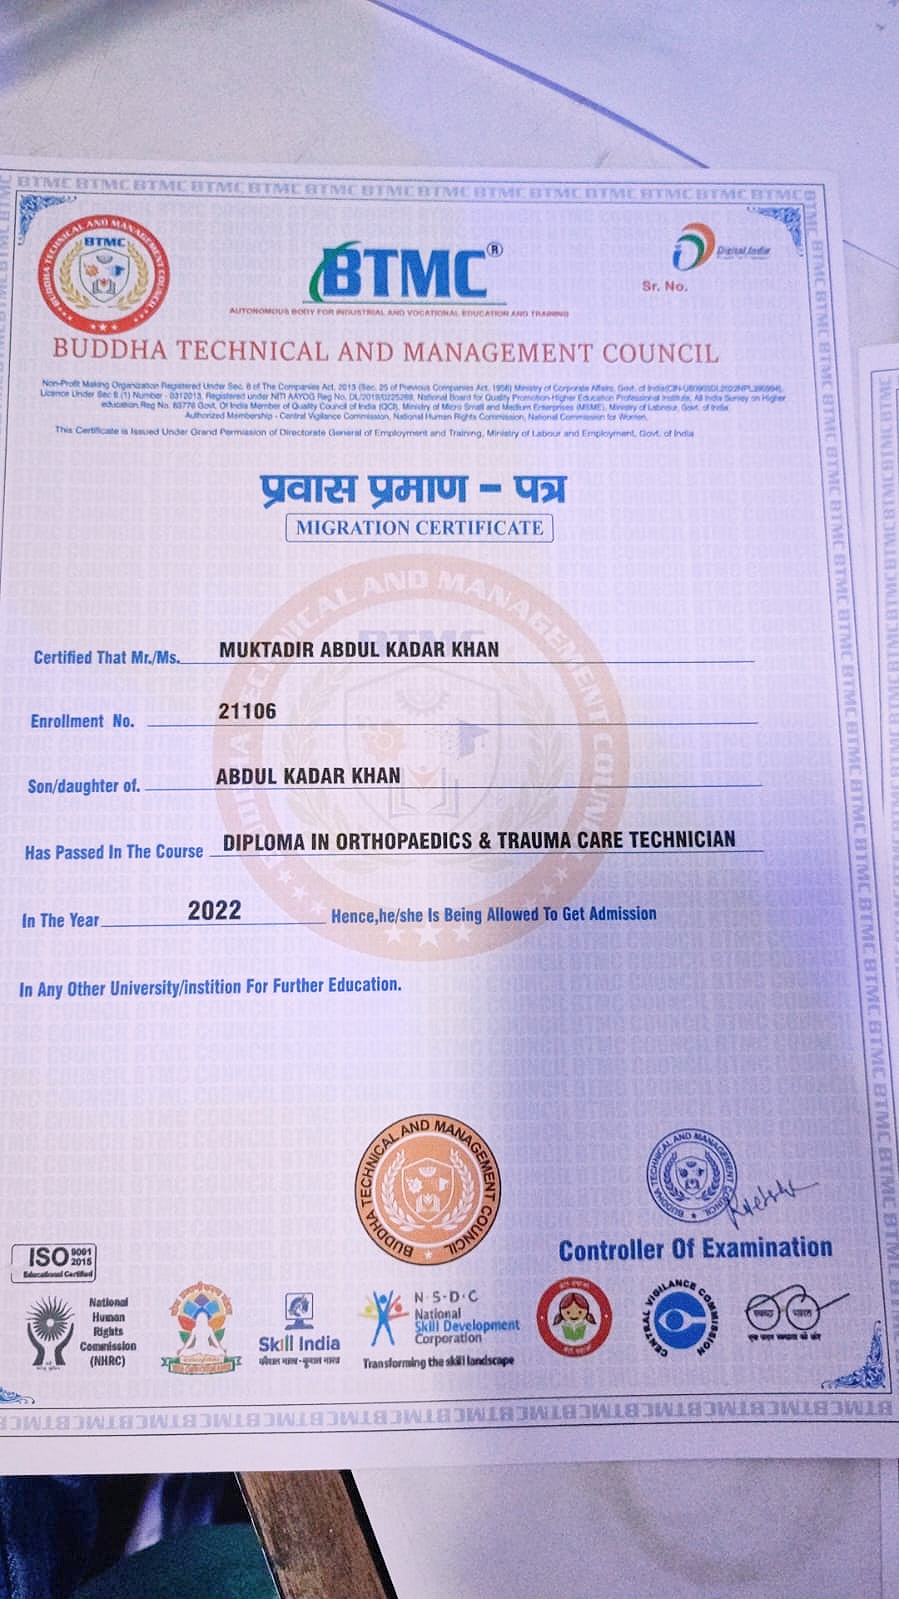 BTMC BTMC BTMC BTMC BTMC BTMC BTMC BTMC BTMC BTMC BTMC BTMC BTMC BTMC
BUDDHA TECHNICAL AND MANAGEMENT COUNCIL
BTMC
BTMC®
AUTONOMOUS BODY FOR INDUSTRIAL AND VOCATIONAL EDUCATION AND TRAINING
Digital India
Sr. No.
BUDDHA TECHNICAL AND MANAGEMENT COUNCIL
Non-Profit Making Organization Registered Under Sec. 8 of The Companies Act, 2013 (Sec. 25 of Previous Companies Act, 1956) Ministry of Corporate Affairs, Govt. of India
Licence Under Sec 8 (1) Number - Registered under NITI AAYOG Reg No. National Board for Quality Promotion-Higher Education Professional Institute, All India Survey on Higher
education,Reg No. 63776 Govt. Of India Member of Quality Council of India (QCI), Ministry of Micro Small and Medium Enterprises (MSME), Ministry of Labnour, Govt. of India
Authorized Membership - Central Vigilance Commission, National Human Rights Commission, National Commission for Women
This Certificate is Issued Under Grand Permission of Directorate General of Employment and Training, Ministry of Labour and Employment, Govt. of India
प्रवास प्रमाण - पत्र
MIGRATION CERTIFICATE
Certified That Mr./Ms. MUKTADIR ABDUL KADAR KHAN
Enrollment No. 21106
Son/daughter of. ABDUL KADAR KHAN
Has Passed In The Course DIPLOMA IN ORTHOPAEDICS & TRAUMA CARE TECHNICIAN
In The Year 2022 Hence,he/she Is Being Allowed To Get Admission
In Any Other University/instition For Further Education.
BUDDHA TECHNICAL AND MANAGEMENT COUNCIL
BUDDHA TECHNICAL AND MANAGEMENT COUNCIL
Controller Of Examination
ISO 9001 2015
Educational Certified
National
Human
Rights
Commission
(NHRC)
Skill India
कौशल भारत-कुशल भारत
N·S·D·C
National
Skill Development
Corporation
Transforming the skill landscape
CENTRAL VIGILANCE COMMISSION
स्वच्छ भारत
एक कदम स्वच्छता की ओर